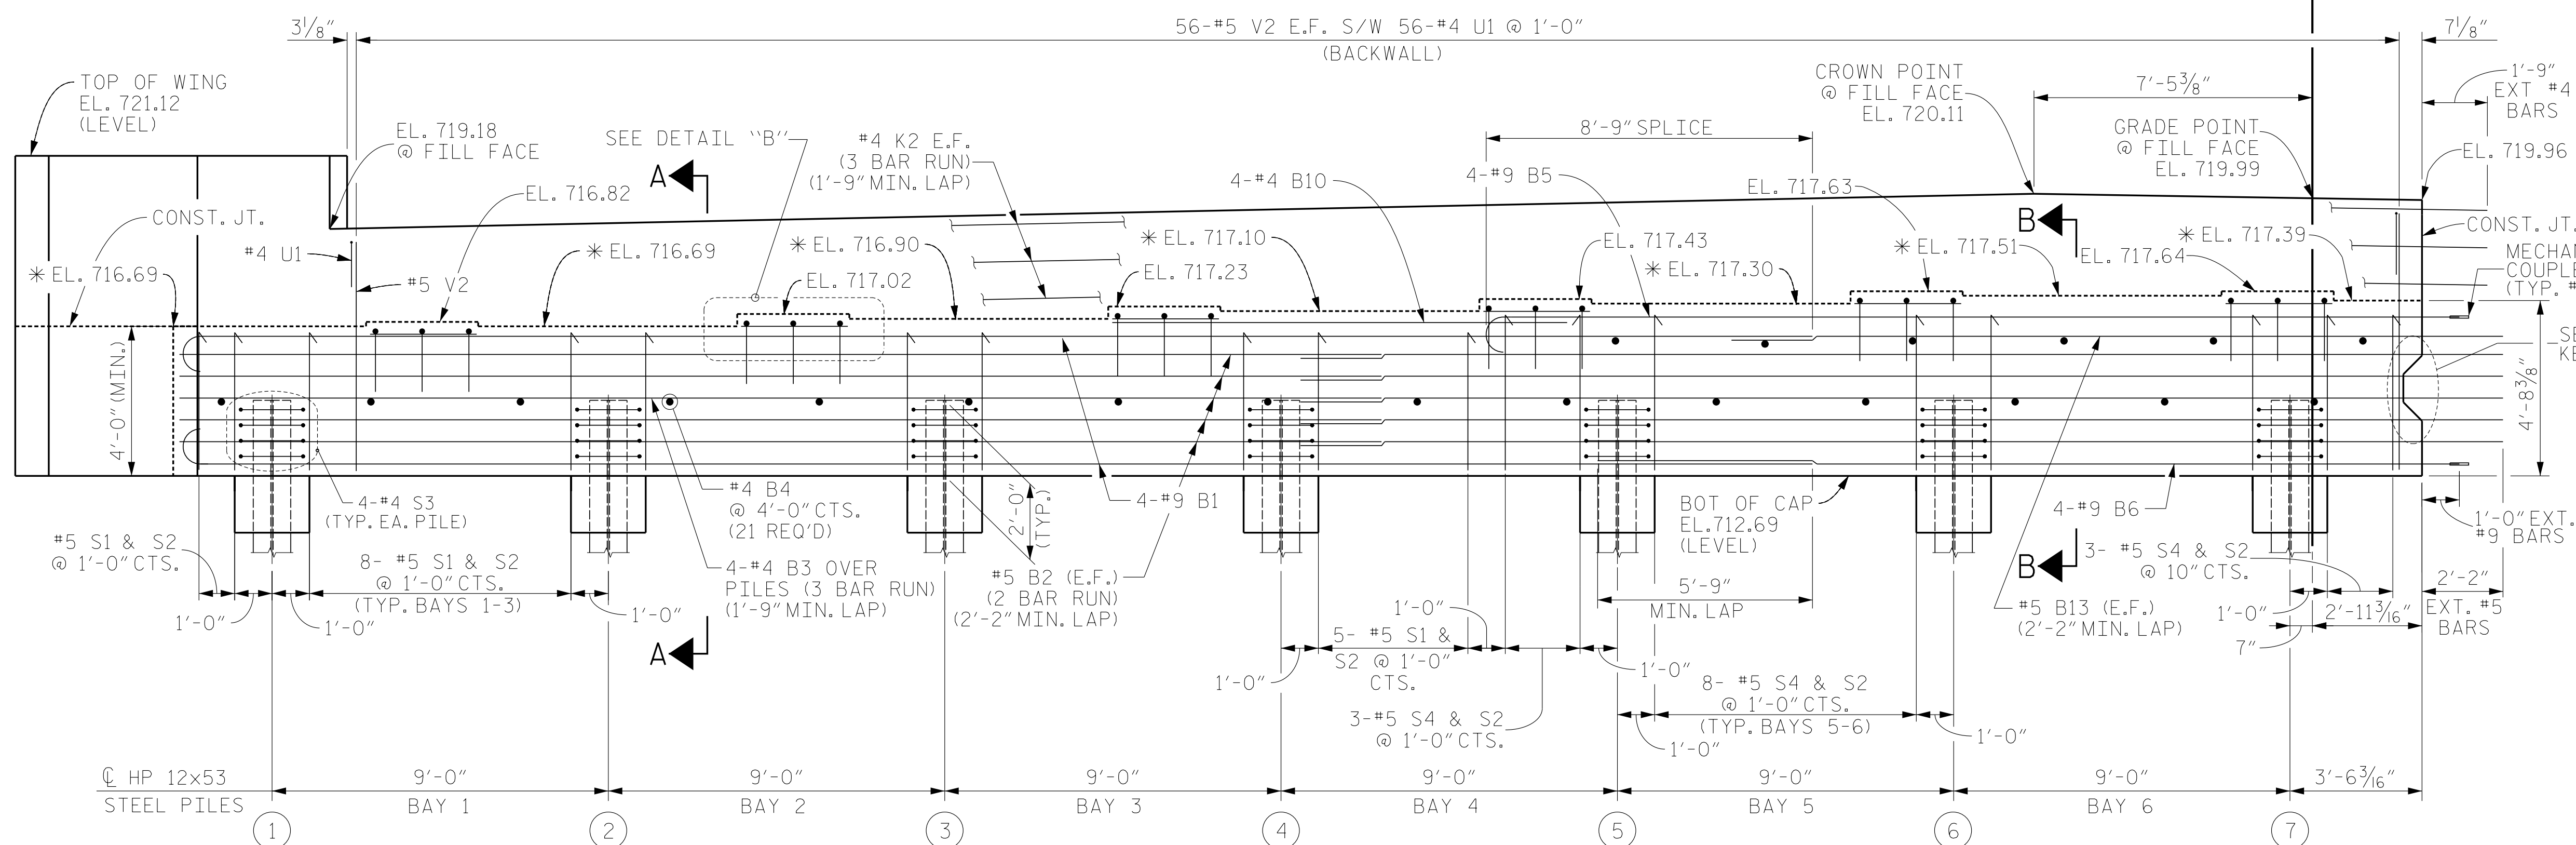 3⅛"
56-#5 V2 E.F. S/W 56-#4 U1 @ 1'-0"
(BACKWALL)
7⅛"
TOP OF WING
EL. 721.12
(LEVEL)
EL. 719.18
@ FILL FACE
SEE DETAIL "B"
#4 K2 E.F.
(3 BAR RUN)
(1'-9" MIN. LAP)
8'-9" SPLICE
CROWN POINT
@ FILL FACE
EL. 720.11
7'-5⅜"
GRADE POINT
@ FILL FACE
EL. 719.99
1'-9"
EXT #4
BARS
EL. 719.96
A
EL. 716.82
4-#4 B10
4-#9 B5
EL. 717.63
B
CONST. JT.
#4 U1
* EL. 716.69
#5 V2
* EL. 716.69
* EL. 716.90
EL. 717.02
* EL. 717.10
EL. 717.23
EL. 717.43
* EL. 717.30
* EL. 717.51
EL. 717.64
* EL. 717.39
CONST. JT.
4'-0" (MIN.)
4'-8⅜"
4-#4 S3
(TYP. EA. PILE)
#4 B4
@ 4'-0" CTS.
(21 REQ'D)
2'-0"
(TYP.)
4-#9 B1
BOT OF CAP
EL. 712.69
(LEVEL)
4-#9 B6
1'-0" EXT.
#9 BARS
#5 S1 & S2
@ 1'-0" CTS.
8- #5 S1 & S2
@ 1'-0" CTS.
(TYP. BAYS 1-3)
4-#4 B3 OVER
PILES (3 BAR RUN)
(1'-9" MIN. LAP)
#5 B2 (E.F.)
(2 BAR RUN)
(2'-2" MIN. LAP)
5'-9"
MIN. LAP
B
3- #5 S4 & S2
@ 10" CTS.
#5 B13 (E.F.)
(2'-2" MIN. LAP)
2'-2"
EXT. #5
BARS
1'-0"
1'-0"
1'-0"
A
1'-0"
5- #5 S1 &
S2 @ 1'-0"
CTS.
1'-0"
1'-0"
1'-0"
2'-11 3/16"
7"
3-#5 S4 & S2
@ 1'-0" CTS.
8- #5 S4 & S2
@ 1'-0" CTS.
(TYP. BAYS 5-6)
1'-0"
1'-0"
℄ HP 12x53
STEEL PILES
9'-0"
BAY 1
9'-0"
BAY 2
9'-0"
BAY 3
9'-0"
BAY 4
9'-0"
BAY 5
9'-0"
BAY 6
3'-6 3/16"
1
2
3
4
5
6
7